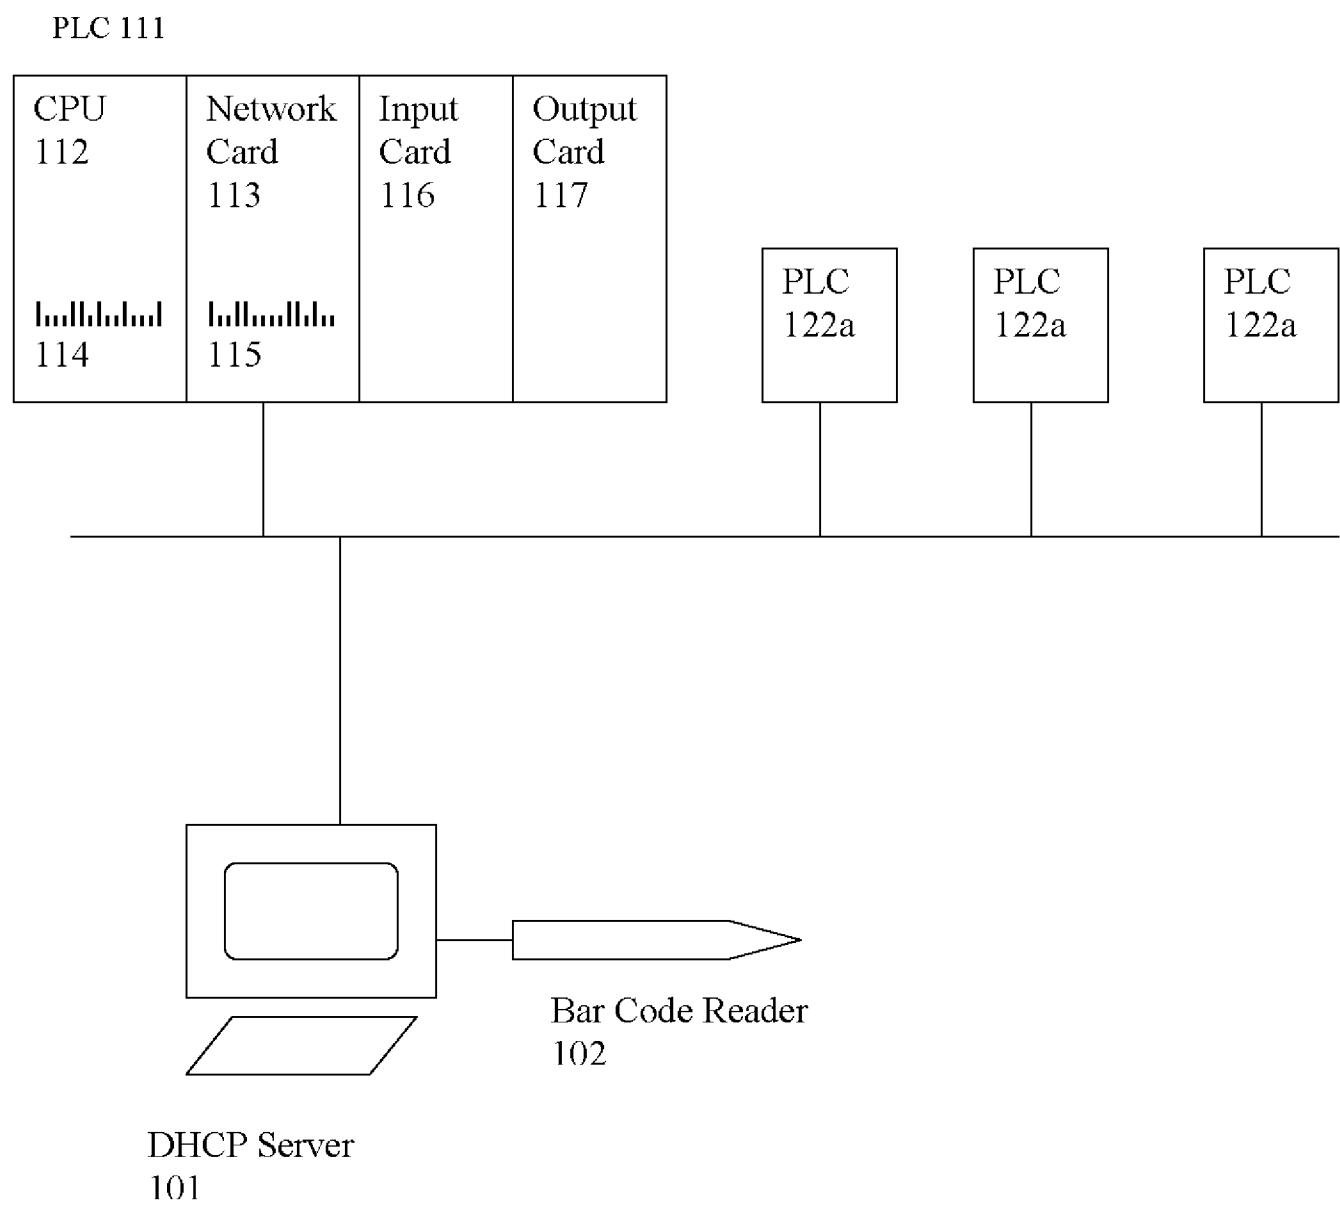 PLC 111
CPU
112
114
Network
Card
113
115
Input
Card
116
Output
Card
117
PLC
122a
PLC
122a
PLC
122a
Bar Code Reader
102
DHCP Server
101